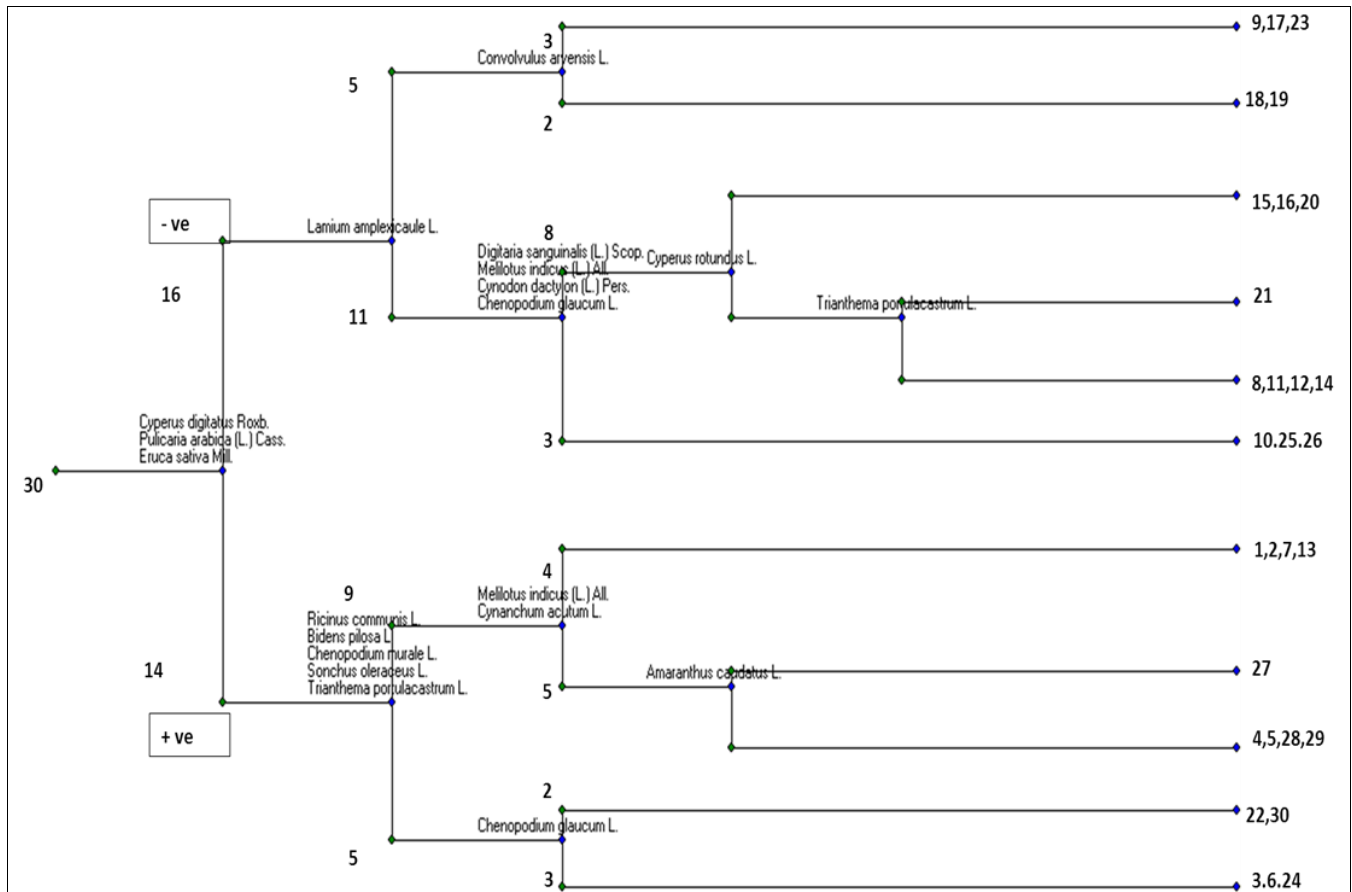 9,17,23
3
Convolvulus arvensis L.
5
18,19
2
15,16,20
- ve
Lamium amplexicaule L.
8
Digitaria sanguinalis (L.) Scop.
Melilotus indicus (L.) All.
Cynodon dactylon (L.) Pers.
Chenopodium glaucum L.
Cyperus rotundus L.
16
11
21
Trianthema portulacastrum L.
8,11,12,14
Cyperus digitatus Roxb.
Pulicaria arabica (L.) Cass.
Eruca sativa Mill.
3
10.25.26
30
1,2,7,13
4
9
Melilotus indicus (L.) All.
Cynanchum acutum L.
Ricinus communis L.
Bidens pilosa L.
Chenopodium murale L.
Sonchus oleraceus L.
Trianthema portulacastrum L.
14
27
Amaranthus caudatus L.
5
+ ve
4,5,28,29
2
22,30
Chenopodium glaucum L.
5
3
3.6.24